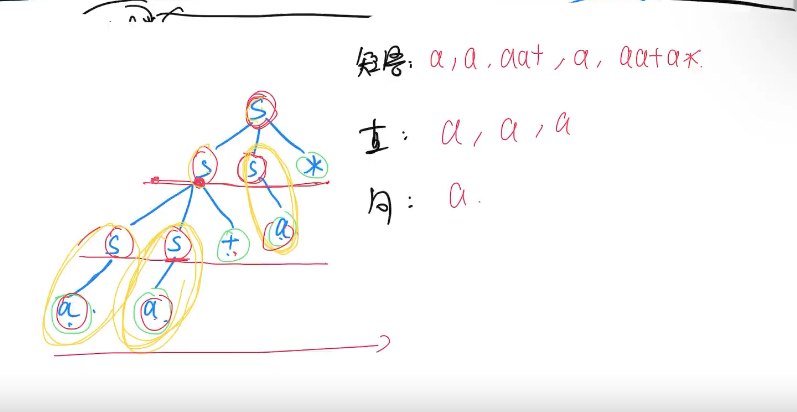 短语: a, a, aa+, a, aa+a*.
直: a, a, a
句: a.
S
S S *
S S + a
a a